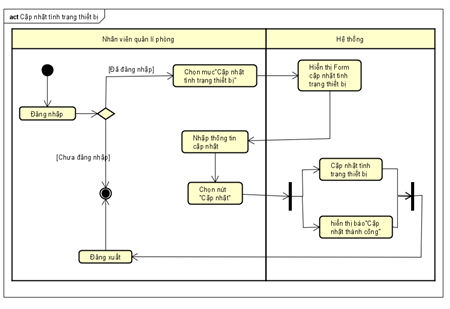 act Cập nhật tình trạng thiết bị
Nhân viên quản lí phòng
Hệ thống
[Đã đăng nhập]
Chọn mục"Cập nhật
tình trạng thiết bị"
Hiển thị Form
cập nhật tình
trạng thiết bị
Đăng nhập
Nhập thông tin
cập nhật
[Chưa đăng nhập]
Cập nhật tình
trạng thiết bị
Chọn nút
"Cập nhật"
hiển thị báo"Cập
nhật thành công"
Đăng xuất